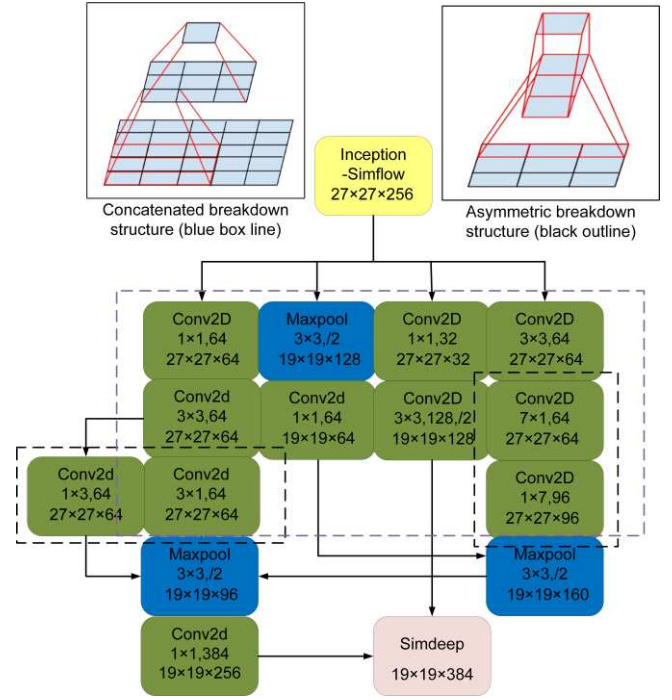 Concatenated breakdown
structure (blue box line)
Inception
-Simflow
27×27×256
Asymmetric breakdown
structure (black outline)
Conv2D
1×1,64
27×27×64
Maxpool
3×3,/2
19×19×128
Conv2D
1×1,32
27×27×32
Conv2D
3×3,64
27×27×64
Conv2d
3×3,64
27×27×64
Conv2d
1×1,64
19×19×64
Conv2D
3×3,128,/2
19×19×128
Conv2D
7×1,64
27×27×64
Conv2d
1×3,64
27×27×64
Conv2d
3×1,64
27×27×64
Conv2D
1×7,96
27×27×96
Maxpool
3×3,/2
19×19×96
Maxpool
3×3,/2
19×19×160
Conv2d
1×1,384
19×19×256
Simdeep
19×19×384